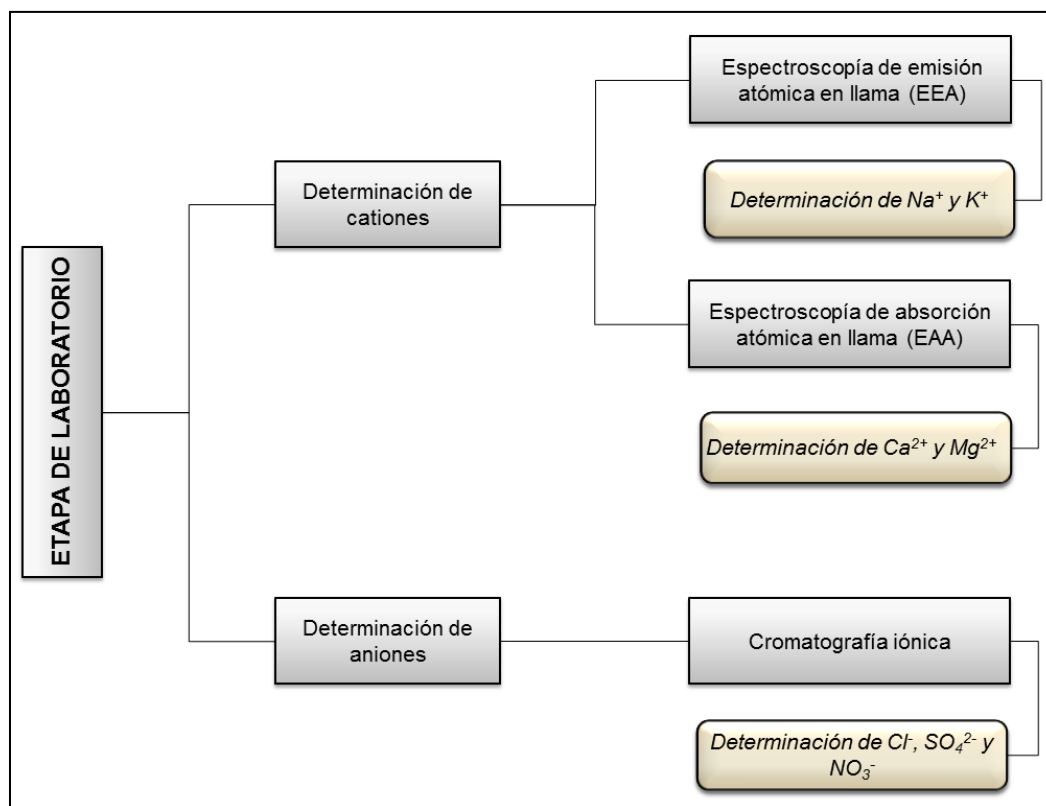 ETAPA DE LABORATORIO
Determinación de
cationes
Espectroscopía de emisión
atómica en llama (EEA)
Determinación de Na⁺ y K⁺
Espectroscopía de absorción
atómica en llama (EAA)
Determinación de Ca²⁺ y Mg²⁺
Determinación de
aniones
Cromatografía iónica
Determinación de Cl⁻, SO₄²⁻ y
NO₃⁻